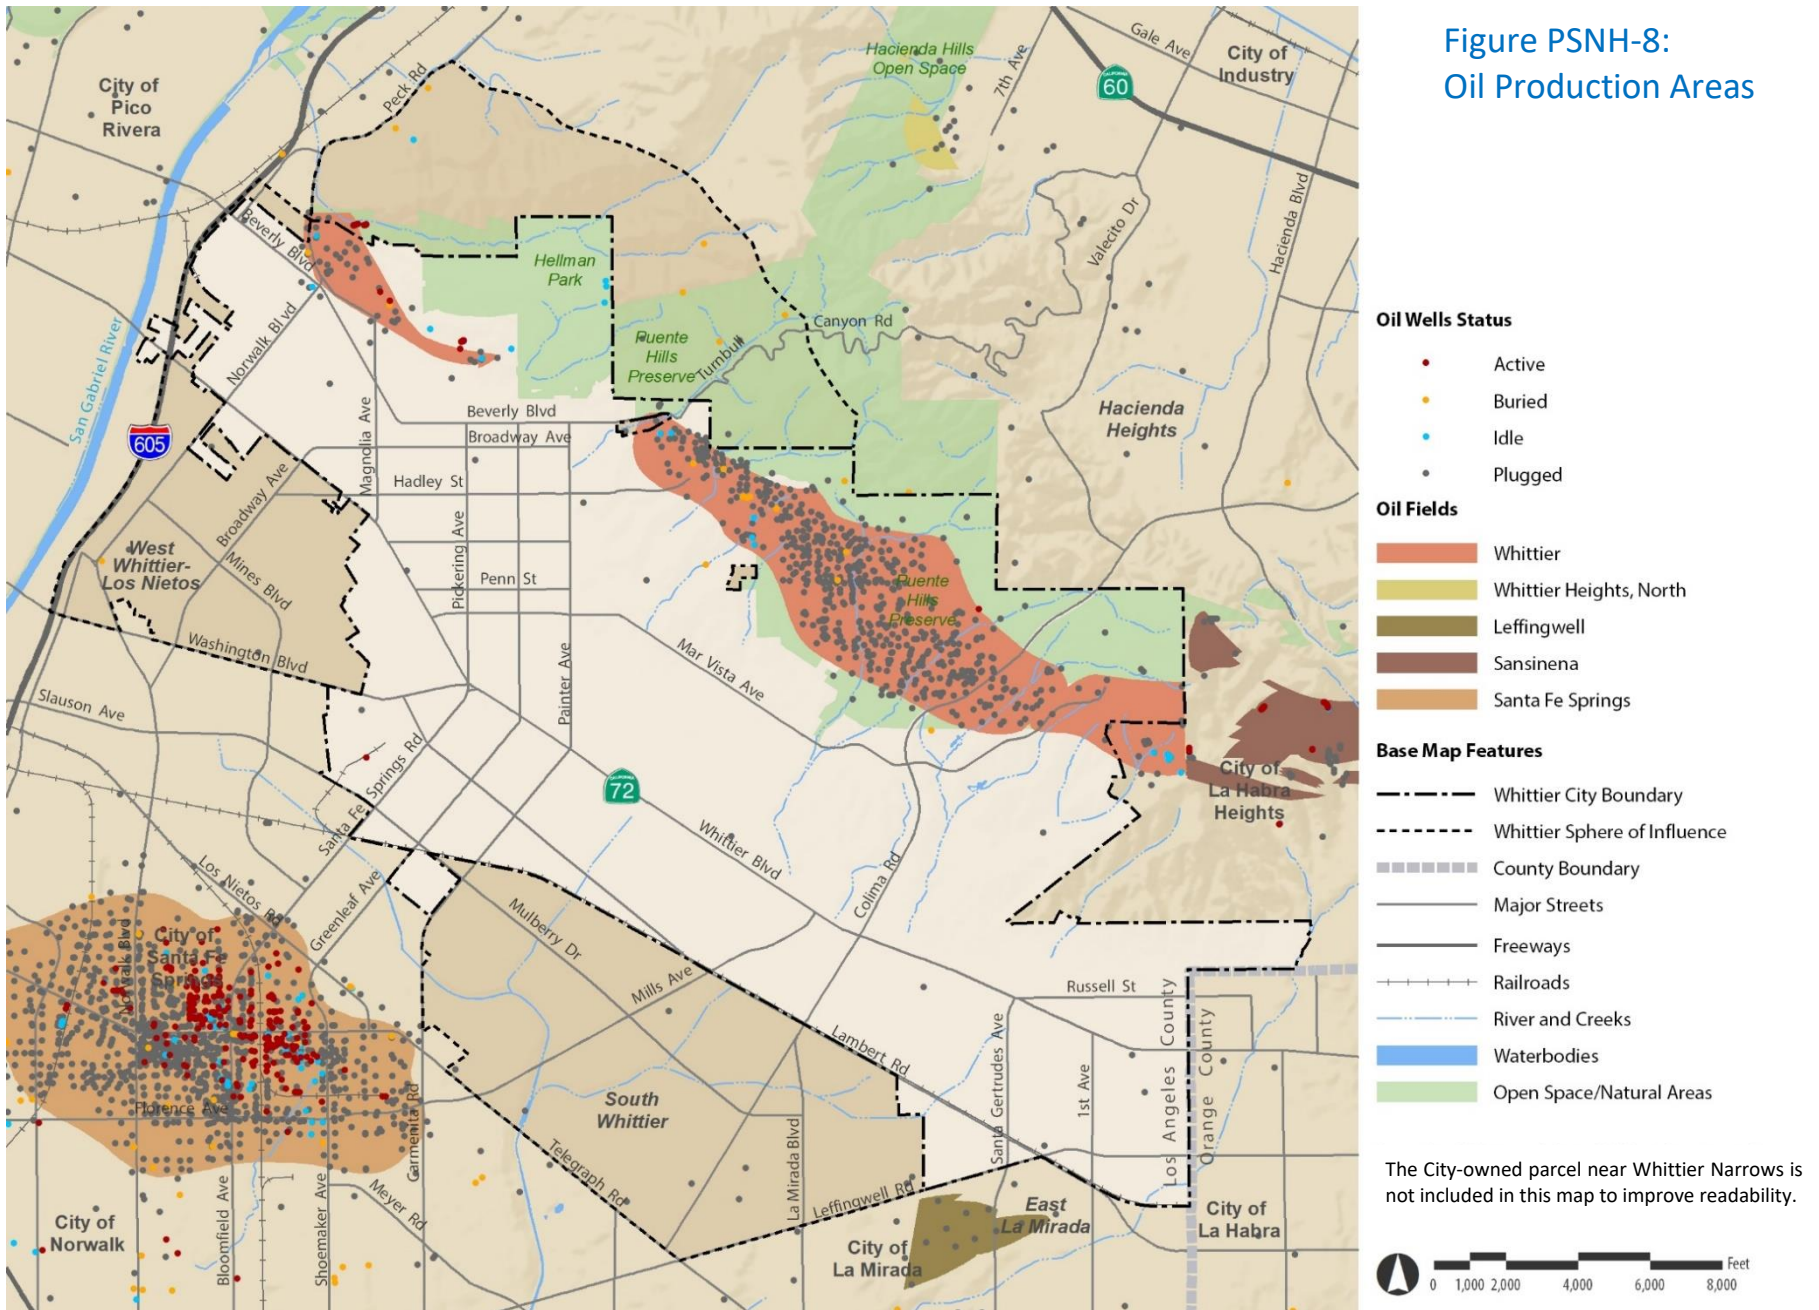 Figure PSNH-8:
Oil Production Areas
City of
Pico
Rivera
Peck Rd
Hacienda Hills
Open Space
7th Ave
CALIFORNIA
60
Gale Ave
City of
Industry
Hacienda Blvd
Valecito Dr
Beverly Blvd
Hellman
Park
Norwalk Blvd
San Gabriel River
Puente
Hills
Preserve
Turnbull
Canyon Rd
605
Magnolia Ave
Beverly Blvd
Broadway Ave
Hadley St
Hacienda
Heights
Broadway Ave
West
Whittier-
Los Nietos
Mines Blvd
Pickering Ave
Penn St
Puente
Hills
Preserve
Washington Blvd
Painter Ave
Mar Vista Ave
Slauson Ave
Santa Fe Springs Rd
CALIFORNIA
72
City of
La Habra
Heights
Whittier Blvd
Colima Rd
Los Nietos Rd
Greenleaf Ave
Mulberry Dr
Norwalk Blvd
City of
Santa Fe
Springs
Mills Ave
Russell St
Lambert Rd
Los Angeles County
Orange County
Santa Gertrudes Ave
1st Ave
Florence Ave
Carmenita Rd
South
Whittier
La Mirada Blvd
Telegraph Rd
Leffingwell Rd
Meyer Rd
City of
Norwalk
Bloomfield Ave
Shoemaker Ave
City of
La Mirada
East
La Mirada
City of
La Habra
Oil Wells Status
Active
Buried
Idle
Plugged
Oil Fields
Whittier
Whittier Heights, North
Leffingwell
Sansinena
Santa Fe Springs
Base Map Features
Whittier City Boundary
Whittier Sphere of Influence
County Boundary
Major Streets
Freeways
Railroads
River and Creeks
Waterbodies
Open Space/Natural Areas
The City-owned parcel near Whittier Narrows is
not included in this map to improve readability.
Feet
0 1,000 2,000 4,000 6,000 8,000